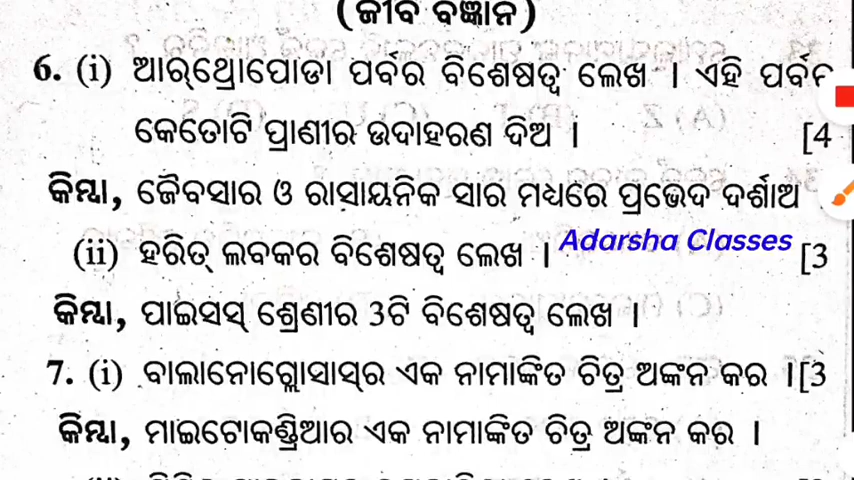 (ଜୀବ ବିଜ୍ଞାନ)
6. (i) ଆର୍‌ଥ୍ରୋପୋଡା ପର୍ବର ବିଶେଷତ୍ୱ ଲେଖ । ଏହି ପର୍ବର
କେତୋଟି ପ୍ରାଣୀର ଉଦାହରଣ ଦିଅ । [4
କିମ୍ବା, ଜୈବସାର ଓ ରାସାୟନିକ ସାର ମଧ୍ୟରେ ପ୍ରଭେଦ ଦର୍ଶାଅ
Adarsha Classes
(ii) ହରିତ୍ ଲବକର ବିଶେଷତ୍ୱ ଲେଖ । [3
କିମ୍ବା, ପାଇସସ୍ ଶ୍ରେଣୀର 3ଟି ବିଶେଷତ୍ୱ ଲେଖ ।
7. (i) ବାଲାନୋଗ୍ଲୋସାସ୍‌ର ଏକ ନାମାଙ୍କିତ ଚିତ୍ର ଅଙ୍କନ କର ।[3
କିମ୍ବା, ମାଇଟୋକଣ୍ଡ୍ରିଆର ଏକ ନାମାଙ୍କିତ ଚିତ୍ର ଅଙ୍କନ କର ।